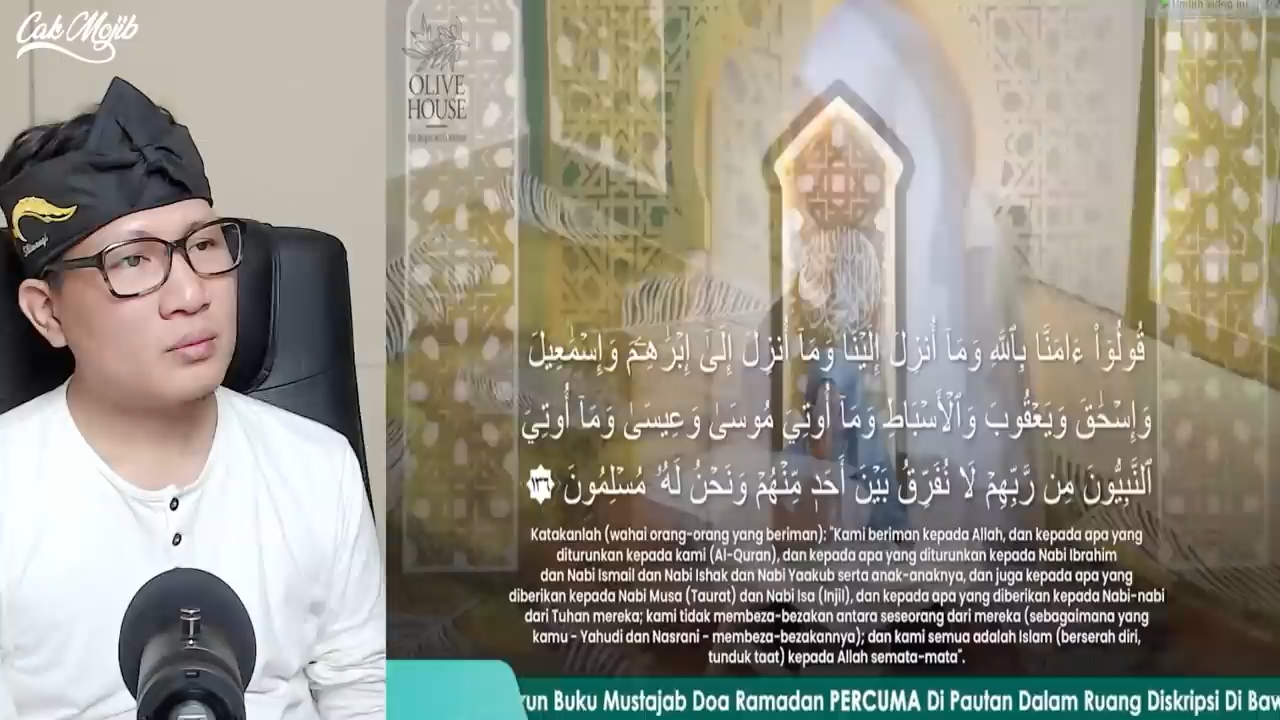 Cak Mojib
OLIVE
HOUSE
قُولُوٓا۟ ءَامَنَّا بِٱللَّهِ وَمَآ أُنزِلَ إِلَيْنَا وَمَآ أُنزِلَ إِلَىٰٓ إِبْرَٰهِـۧمَ وَإِسْمَٰعِيلَ
وَإِسْحَٰقَ وَيَعْقُوبَ وَٱلْأَسْبَاطِ وَمَآ أُوتِىَ مُوسَىٰ وَعِيسَىٰ وَمَآ أُوتِىَ
ٱلنَّبِيُّونَ مِن رَّبِّهِمْ لَا نُفَرِّقُ بَيْنَ أَحَدٍ مِّنْهُمْ وَنَحْنُ لَهُۥ مُسْلِمُونَ ١٣٦
Katakanlah (wahai orang-orang yang beriman): "Kami beriman kepada Allah, dan kepada apa yang
diturunkan kepada kami (Al-Quran), dan kepada apa yang diturunkan kepada Nabi Ibrahim
dan Nabi Ismail dan Nabi Ishak dan Nabi Yaakub serta anak-anaknya, dan juga kepada apa yang
diberikan kepada Nabi Musa (Taurat) dan Nabi Isa (Injil), dan kepada apa yang diberikan kepada Nabi-nabi
dari Tuhan mereka; kami tidak membeza-bezakan antara seseorang dari mereka (sebagaimana yang
kamu - Yahudi dan Nasrani - membeza-bezakannya); dan kami semua adalah Islam (berserah diri,
tunduk taat) kepada Allah semata-mata".
Buku Mustajab Doa Ramadan PERCUMA Di Pautan Dalam Ruang Diskripsi Di